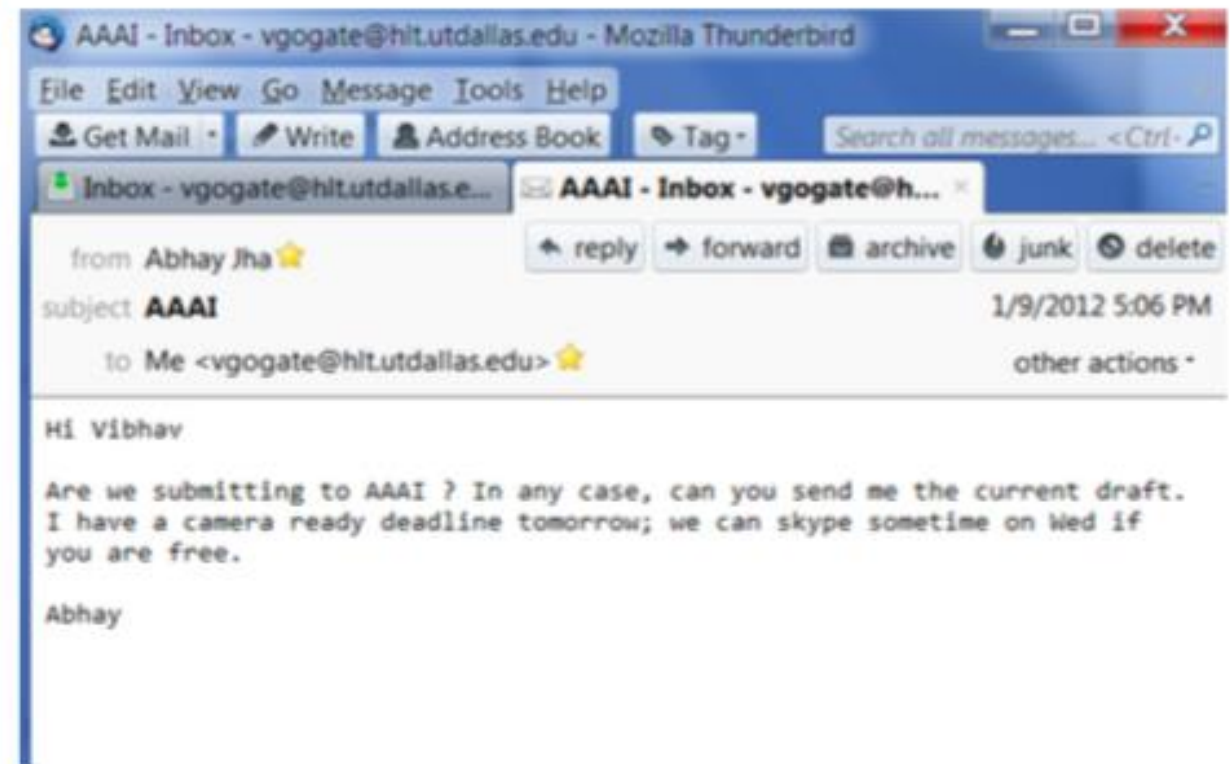 AAAI - Inbox - vgogate@hlt.utdallas.edu - Mozilla Thunderbird
File Edit View Go Message Tools Help
Get Mail Write Address Book Tag Search all messages... <Ctrl-
Inbox - vgogate@hlt.utdallas.e... AAAI - Inbox - vgogate@h...
from Abhay Jha reply forward archive junk delete
subject AAAI 1/9/2012 5:06 PM
to Me <vgogate@hlt.utdallas.edu> other actions
Hi Vibhav
Are we submitting to AAAI ? In any case, can you send me the current draft.
I have a camera ready deadline tomorrow; we can skype sometime on Wed if
you are free.
Abhay